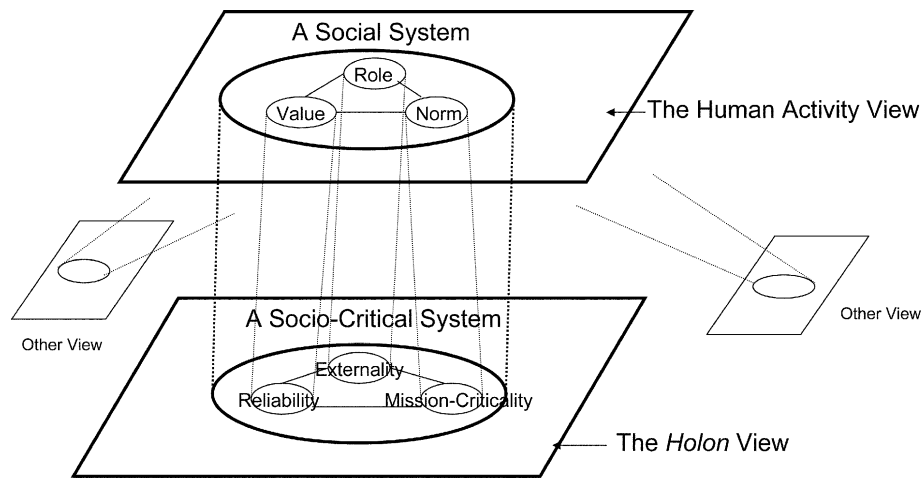 A Social System
Role
Value
Norm
The Human Activity View
Other View
Other View
A Socio-Critical System
Externality
Reliability
Mission-Criticality
The Holon View